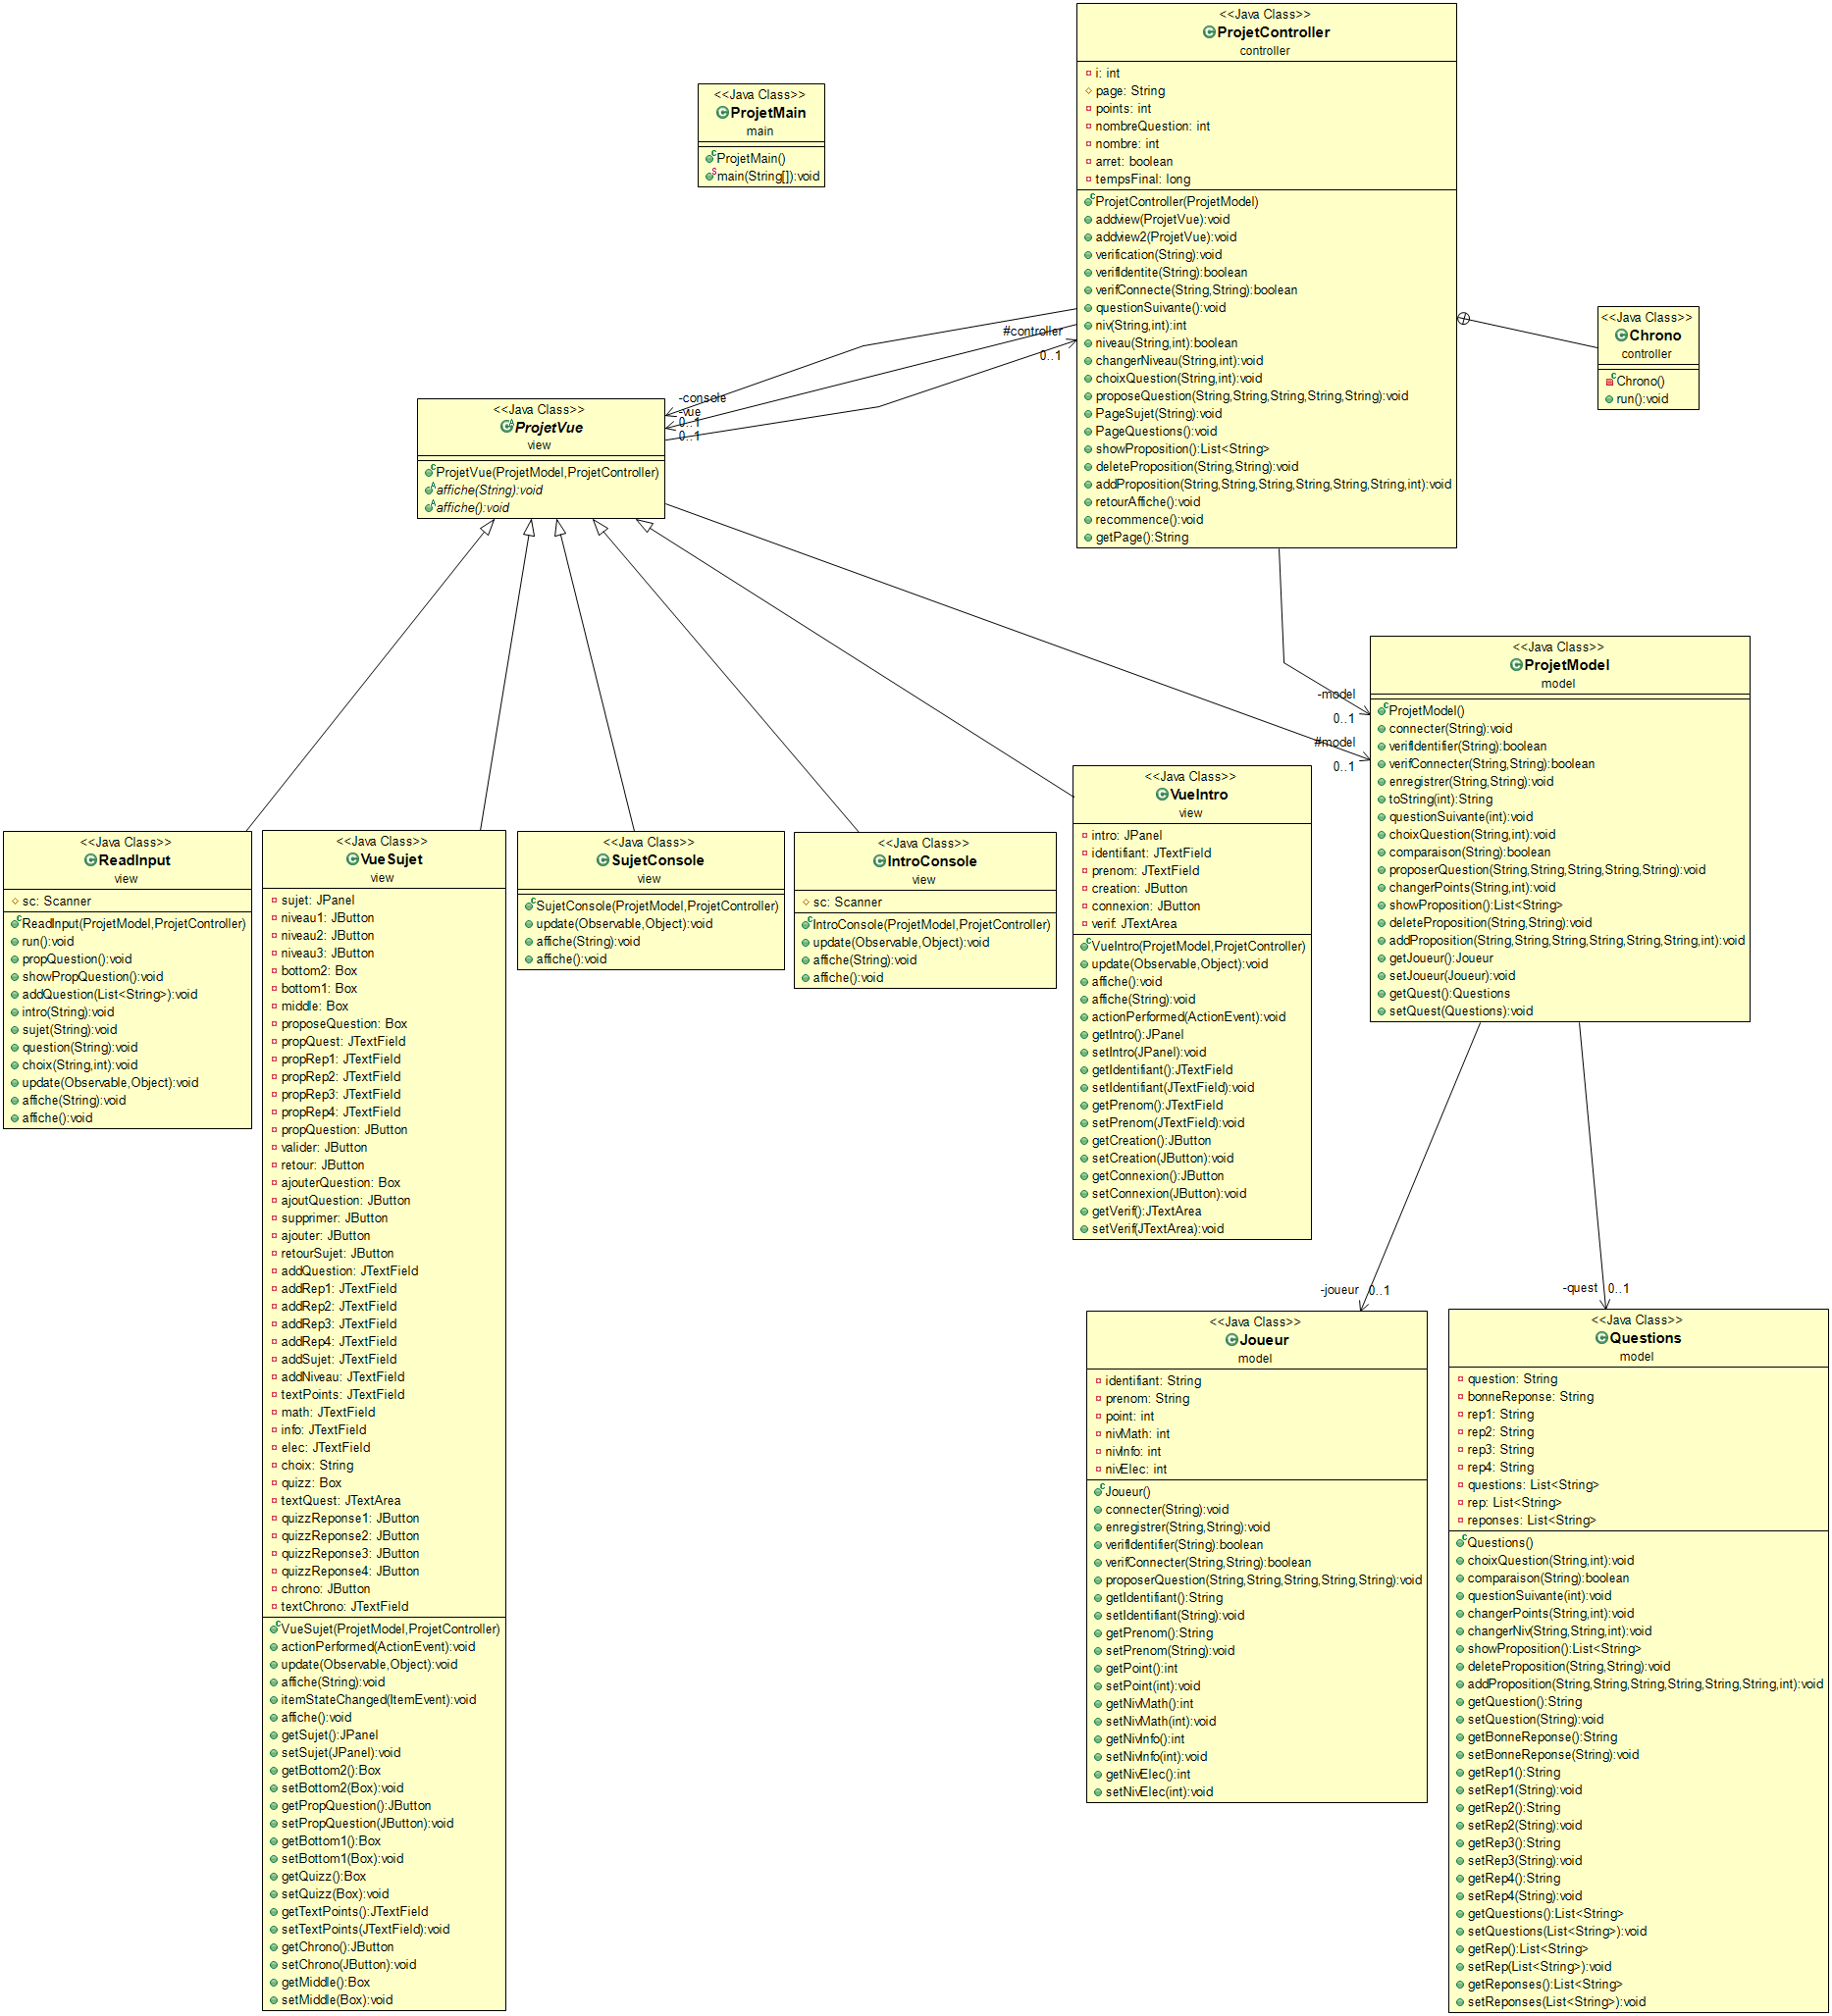 <<Java Class>>
ProjetController
controller
i: int
page: String
points: int
nombreQuestion: int
nombre: int
arret: boolean
tempsFinal: long
ProjetController(ProjetModel)
addview(ProjetVue):void
addview2(ProjetVue):void
verification(String):void
verifIdentite(String):boolean
verifConnecte(String,String):boolean
questionSuivante():void
niv(String,int):int
niveau(String,int):boolean
changerNiveau(String,int):void
choixQuestion(String,int):void
proposeQuestion(String,String,String,String,String):void
PageSujet(String):void
PageQuestions():void
showProposition():List<String>
deleteProposition(String,String):void
addProposition(String,String,String,String,String,String,int):void
retourAffiche():void
recommence():void
getPage():String
<<Java Class>>
ProjetMain
main
ProjetMain()
main(String[]):void
<<Java Class>>
Chrono
controller
Chrono()
run():void
#controller
0..1
-console
-vue
0..1
0..1
<<Java Class>>
ProjetVue
view
ProjetVue(ProjetModel,ProjetController)
affiche(String):void
affiche():void
-model
0..1
#model
0..1
<<Java Class>>
ProjetModel
model
ProjetModel()
connecter(String):void
verifIdentifier(String):boolean
verifConnecter(String,String):boolean
enregistrer(String,String):void
toString(int):String
questionSuivante(int):void
choixQuestion(String,int):void
comparaison(String):boolean
proposerQuestion(String,String,String,String,String):void
changerPoints(String,int):void
showProposition():List<String>
deleteProposition(String,String):void
addProposition(String,String,String,String,String,String,int):void
getJoueur():Joueur
setJoueur(Joueur):void
getQuest():Questions
setQuest(Questions):void
<<Java Class>>
ReadInput
view
sc: Scanner
ReadInput(ProjetModel,ProjetController)
run():void
propQuestion():void
showPropQuestion():void
addQuestion(List<String>):void
intro(String):void
sujet(String):void
question(String):void
choix(String,int):void
update(Observable,Object):void
affiche(String):void
affiche():void
<<Java Class>>
VueSujet
view
sujet: JPanel
niveau1: JButton
niveau2: JButton
niveau3: JButton
bottom2: Box
bottom1: Box
middle: Box
proposeQuestion: Box
propQuest: JTextField
propRep1: JTextField
propRep2: JTextField
propRep3: JTextField
propRep4: JTextField
propQuestion: JButton
valider: JButton
retour: JButton
ajouterQuestion: Box
ajoutQuestion: JButton
supprimer: JButton
ajouter: JButton
retourSujet: JButton
addQuestion: JTextField
addRep1: JTextField
addRep2: JTextField
addRep3: JTextField
addRep4: JTextField
addSujet: JTextField
addNiveau: JTextField
textPoints: JTextField
math: JTextField
info: JTextField
elec: JTextField
choix: String
quizz: Box
textQuest: JTextArea
quizzReponse1: JButton
quizzReponse2: JButton
quizzReponse3: JButton
quizzReponse4: JButton
chrono: JButton
textChrono: JTextField
VueSujet(ProjetModel,ProjetController)
actionPerformed(ActionEvent):void
update(Observable,Object):void
affiche(String):void
itemStateChanged(ItemEvent):void
affiche():void
getSujet():JPanel
setSujet(JPanel):void
getBottom2():Box
setBottom2(Box):void
getPropQuestion():JButton
setPropQuestion(JButton):void
getBottom1():Box
setBottom1(Box):void
getQuizz():Box
setQuizz(Box):void
getTextPoints():JTextField
setTextPoints(JTextField):void
getChrono():JButton
setChrono(JButton):void
getMiddle():Box
setMiddle(Box):void
<<Java Class>>
SujetConsole
view
SujetConsole(ProjetModel,ProjetController)
update(Observable,Object):void
affiche(String):void
affiche():void
<<Java Class>>
IntroConsole
view
sc: Scanner
IntroConsole(ProjetModel,ProjetController)
update(Observable,Object):void
affiche(String):void
affiche():void
<<Java Class>>
VueIntro
view
intro: JPanel
identifiant: JTextField
prenom: JTextField
creation: JButton
connexion: JButton
verif: JTextArea
VueIntro(ProjetModel,ProjetController)
update(Observable,Object):void
affiche():void
affiche(String):void
actionPerformed(ActionEvent):void
getIntro():JPanel
setIntro(JPanel):void
getIdentifiant():JTextField
setIdentifiant(JTextField):void
getPrenom():JTextField
setPrenom(JTextField):void
getCreation():JButton
setCreation(JButton):void
getConnexion():JButton
setConnexion(JButton):void
getVerif():JTextArea
setVerif(JTextArea):void
-joueur 0..1
-quest 0..1
<<Java Class>>
Joueur
model
identifiant: String
prenom: String
point: int
nivMath: int
nivInfo: int
nivElec: int
Joueur()
connecter(String):void
enregistrer(String,String):void
verifIdentifier(String):boolean
verifConnecter(String,String):boolean
proposerQuestion(String,String,String,String,String):void
getIdentifiant():String
setIdentifiant(String):void
getPrenom():String
setPrenom(String):void
getPoint():int
setPoint(int):void
getNivMath():int
setNivMath(int):void
getNivInfo():int
setNivInfo(int):void
getNivElec():int
setNivElec(int):void
<<Java Class>>
Questions
model
question: String
bonneReponse: String
rep1: String
rep2: String
rep3: String
rep4: String
questions: List<String>
rep: List<String>
reponses: List<String>
Questions()
choixQuestion(String,int):void
comparaison(String):boolean
questionSuivante(int):void
changerPoints(String,int):void
changerNiv(String,String,int):void
showProposition():List<String>
deleteProposition(String,String):void
addProposition(String,String,String,String,String,String,int):void
getQuestion():String
setQuestion(String):void
getBonneReponse():String
setBonneReponse(String):void
getRep1():String
setRep1(String):void
getRep2():String
setRep2(String):void
getRep3():String
setRep3(String):void
getRep4():String
setRep4(String):void
getQuestions():List<String>
setQuestions(List<String>):void
getRep():List<String>
setRep(List<String>):void
getReponses():List<String>
setReponses(List<String>):void